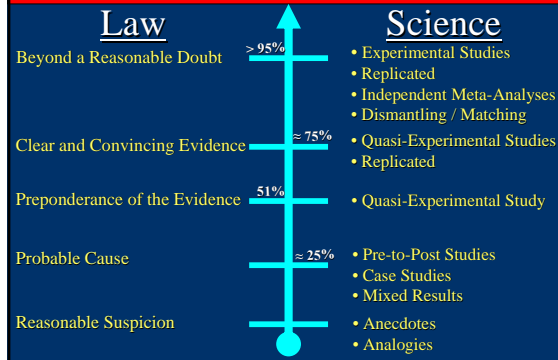 Law
Science
Beyond a Reasonable Doubt
> 95%
• Experimental Studies
• Replicated
• Independent Meta-Analyses
• Dismantling / Matching
Clear and Convincing Evidence
≈ 75%
• Quasi-Experimental Studies
• Replicated
Preponderance of the Evidence
51%
• Quasi-Experimental Study
Probable Cause
≈ 25%
• Pre-to-Post Studies
• Case Studies
• Mixed Results
Reasonable Suspicion
• Anecdotes
• Analogies